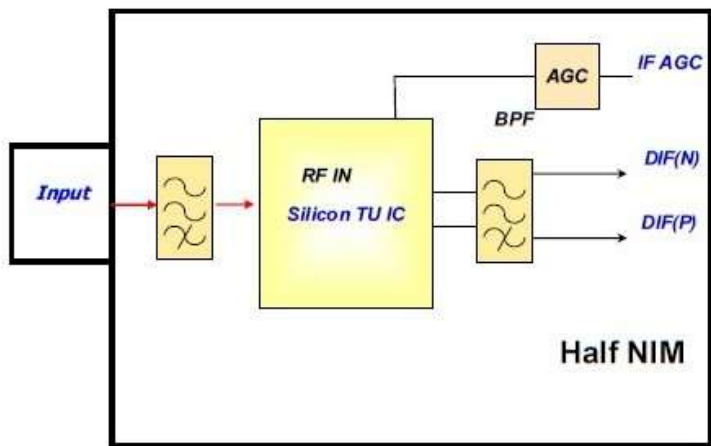 IF AGC
AGC
BPF
DIF(N)
Input
RF IN
Silicon TU IC
DIF(P)
Half NIM